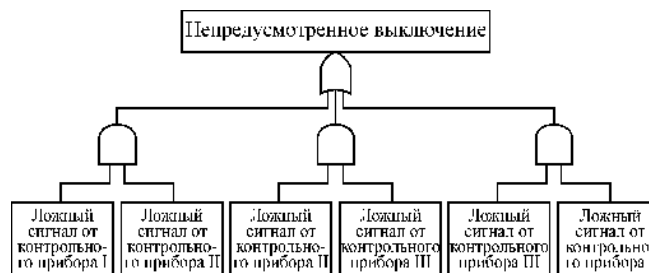 Непредусмотренное выключение
Ложный
сигнал от
контрольно-
го прибора I
Ложный
сигнал от
контрольно-
го прибора II
Ложный
сигнал от
контрольно-
го прибора II
Ложный
сигнал от
контрольного
прибора III
Ложный
сигнал от
контрольного
прибора III
Ложный
сигнал от
контрольно
го прибора